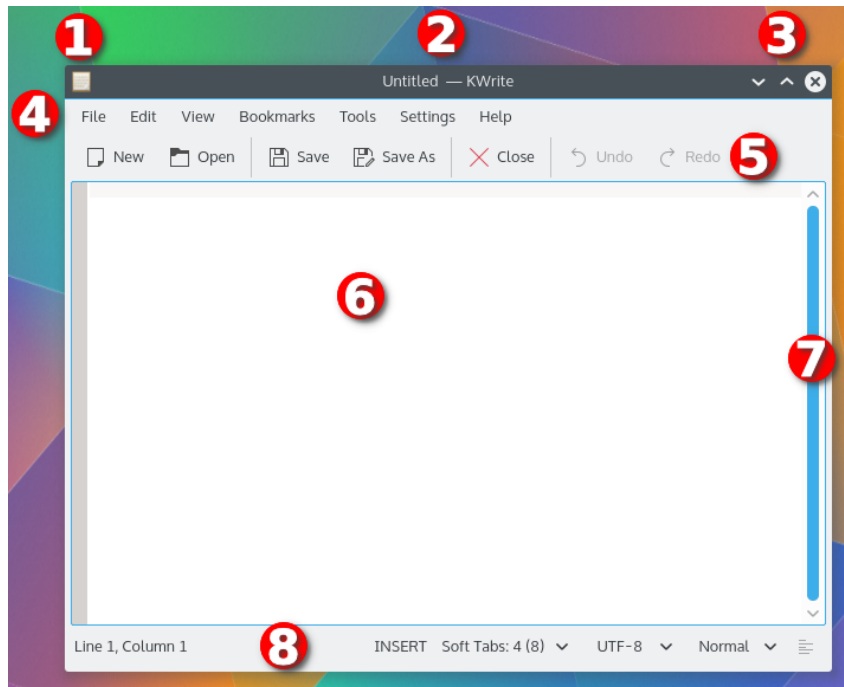 1 2 3
Untitled — KWrite
4
File Edit View Bookmarks Tools Settings Help
New Open Save Save As Close Undo Redo 5
6
7
Line 1, Column 1 8 INSERT Soft Tabs: 4 (8) UTF-8 Normal